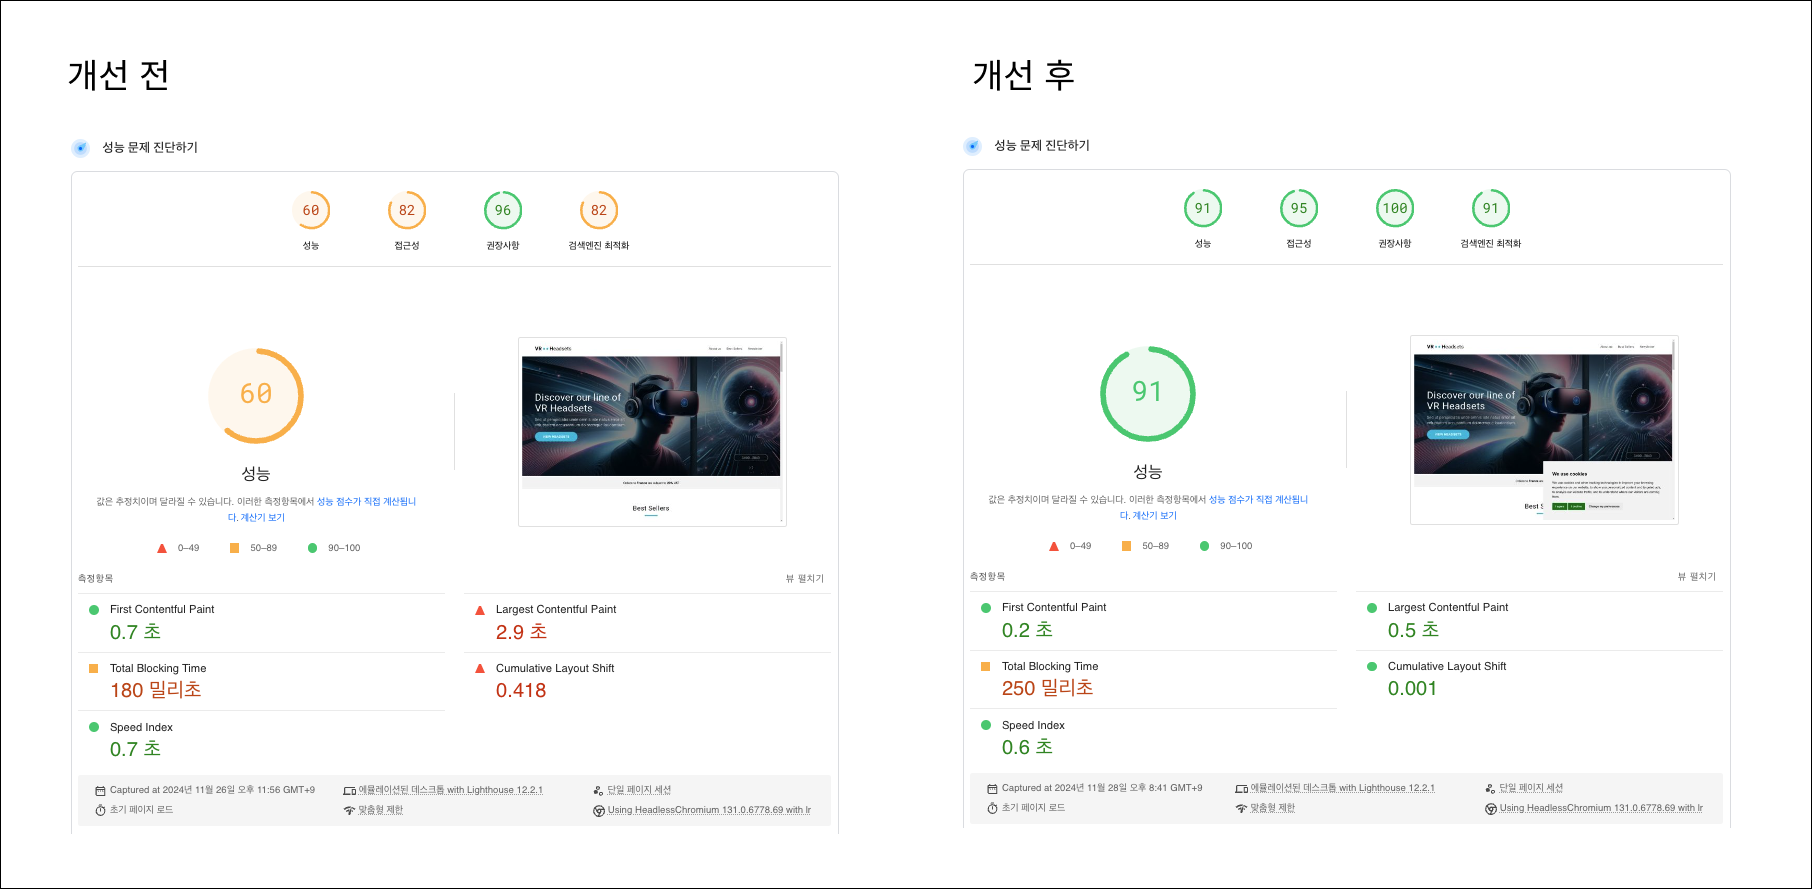 개선 전
성능 문제 진단하기
60
82
96
82
성능
접근성
권장사항
검색엔진 최적화
60
성능
값은 추정치이며 달라질 수 있습니다. 이러한 측정항목에서 성능 점수가 직접 계산됩니
다. 계산기 보기
0–49
50–89
90–100
VR Headsets
Discover our line of
VR Headsets
Best Sellers
측정항목
뷰 펼치기
First Contentful Paint
0.7 초
Largest Contentful Paint
2.9 초
Total Blocking Time
180 밀리초
Cumulative Layout Shift
0.418
Speed Index
0.7 초
Captured at 2024년 11월 26일 오후 11:56 GMT+9
에뮬레이션된 데스크톱 with Lighthouse 12.2.1
단일 페이지 세션
초기 페이지 로드
맞춤형 제한
Using HeadlessChromium 131.0.6778.69 with lr
개선 후
성능 문제 진단하기
91
95
100
91
성능
접근성
권장사항
검색엔진 최적화
91
성능
값은 추정치이며 달라질 수 있습니다. 이러한 측정항목에서 성능 점수가 직접 계산됩니
다. 계산기 보기
0–49
50–89
90–100
VR Headsets
Discover our line of
VR Headsets
We use cookies
Best S
측정항목
뷰 펼치기
First Contentful Paint
0.2 초
Largest Contentful Paint
0.5 초
Total Blocking Time
250 밀리초
Cumulative Layout Shift
0.001
Speed Index
0.6 초
Captured at 2024년 11월 28일 오후 8:41 GMT+9
에뮬레이션된 데스크톱 with Lighthouse 12.2.1
단일 페이지 세션
초기 페이지 로드
맞춤형 제한
Using HeadlessChromium 131.0.6778.69 with lr